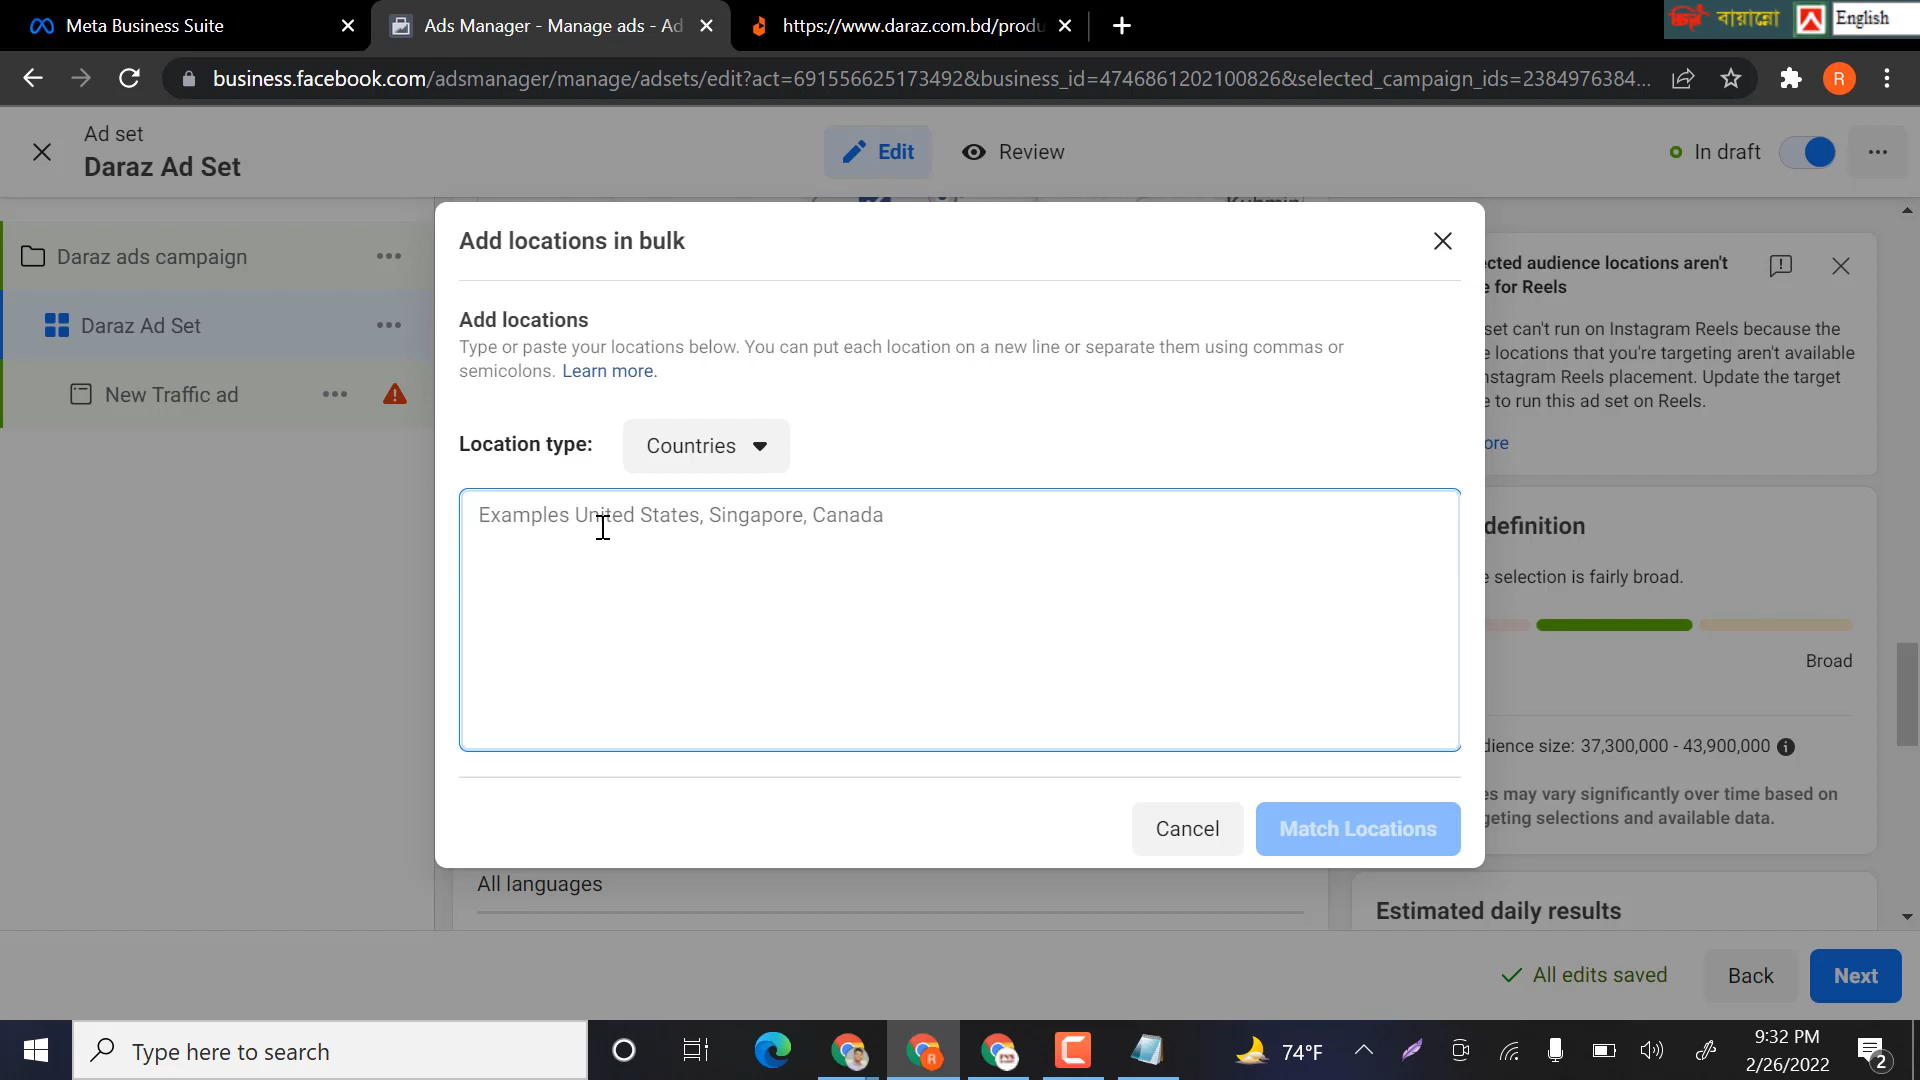 Meta Business Suite
Ads Manager - Manage ads - Ad
https://www.daraz.com.bd/produ
বায়ান্নো
English
business.facebook.com/adsmanager/manage/adsets/edit?act=691556625173492&business_id=4746861202100826&selected_campaign_ids=2384976384...
R
Ad set
Daraz Ad Set
Edit
Review
In draft
Daraz ads campaign
Daraz Ad Set
New Traffic ad
Add locations in bulk
Add locations
Type or paste your locations below. You can put each location on a new line or separate them using commas or
semicolons. Learn more.
Location type:
Countries
Examples United States, Singapore, Canada
Cancel
Match Locations
All languages
cted audience locations aren't
e for Reels
set can't run on Instagram Reels because the
e locations that you're targeting aren't available
nstagram Reels placement. Update the target
e to run this ad set on Reels.
ore
definition
e selection is fairly broad.
Broad
dience size: 37,300,000 - 43,900,000
es may vary significantly over time based on
geting selections and available data.
Estimated daily results
All edits saved
Back
Next
Type here to search
R
74°F
9:32 PM
2/26/2022
2